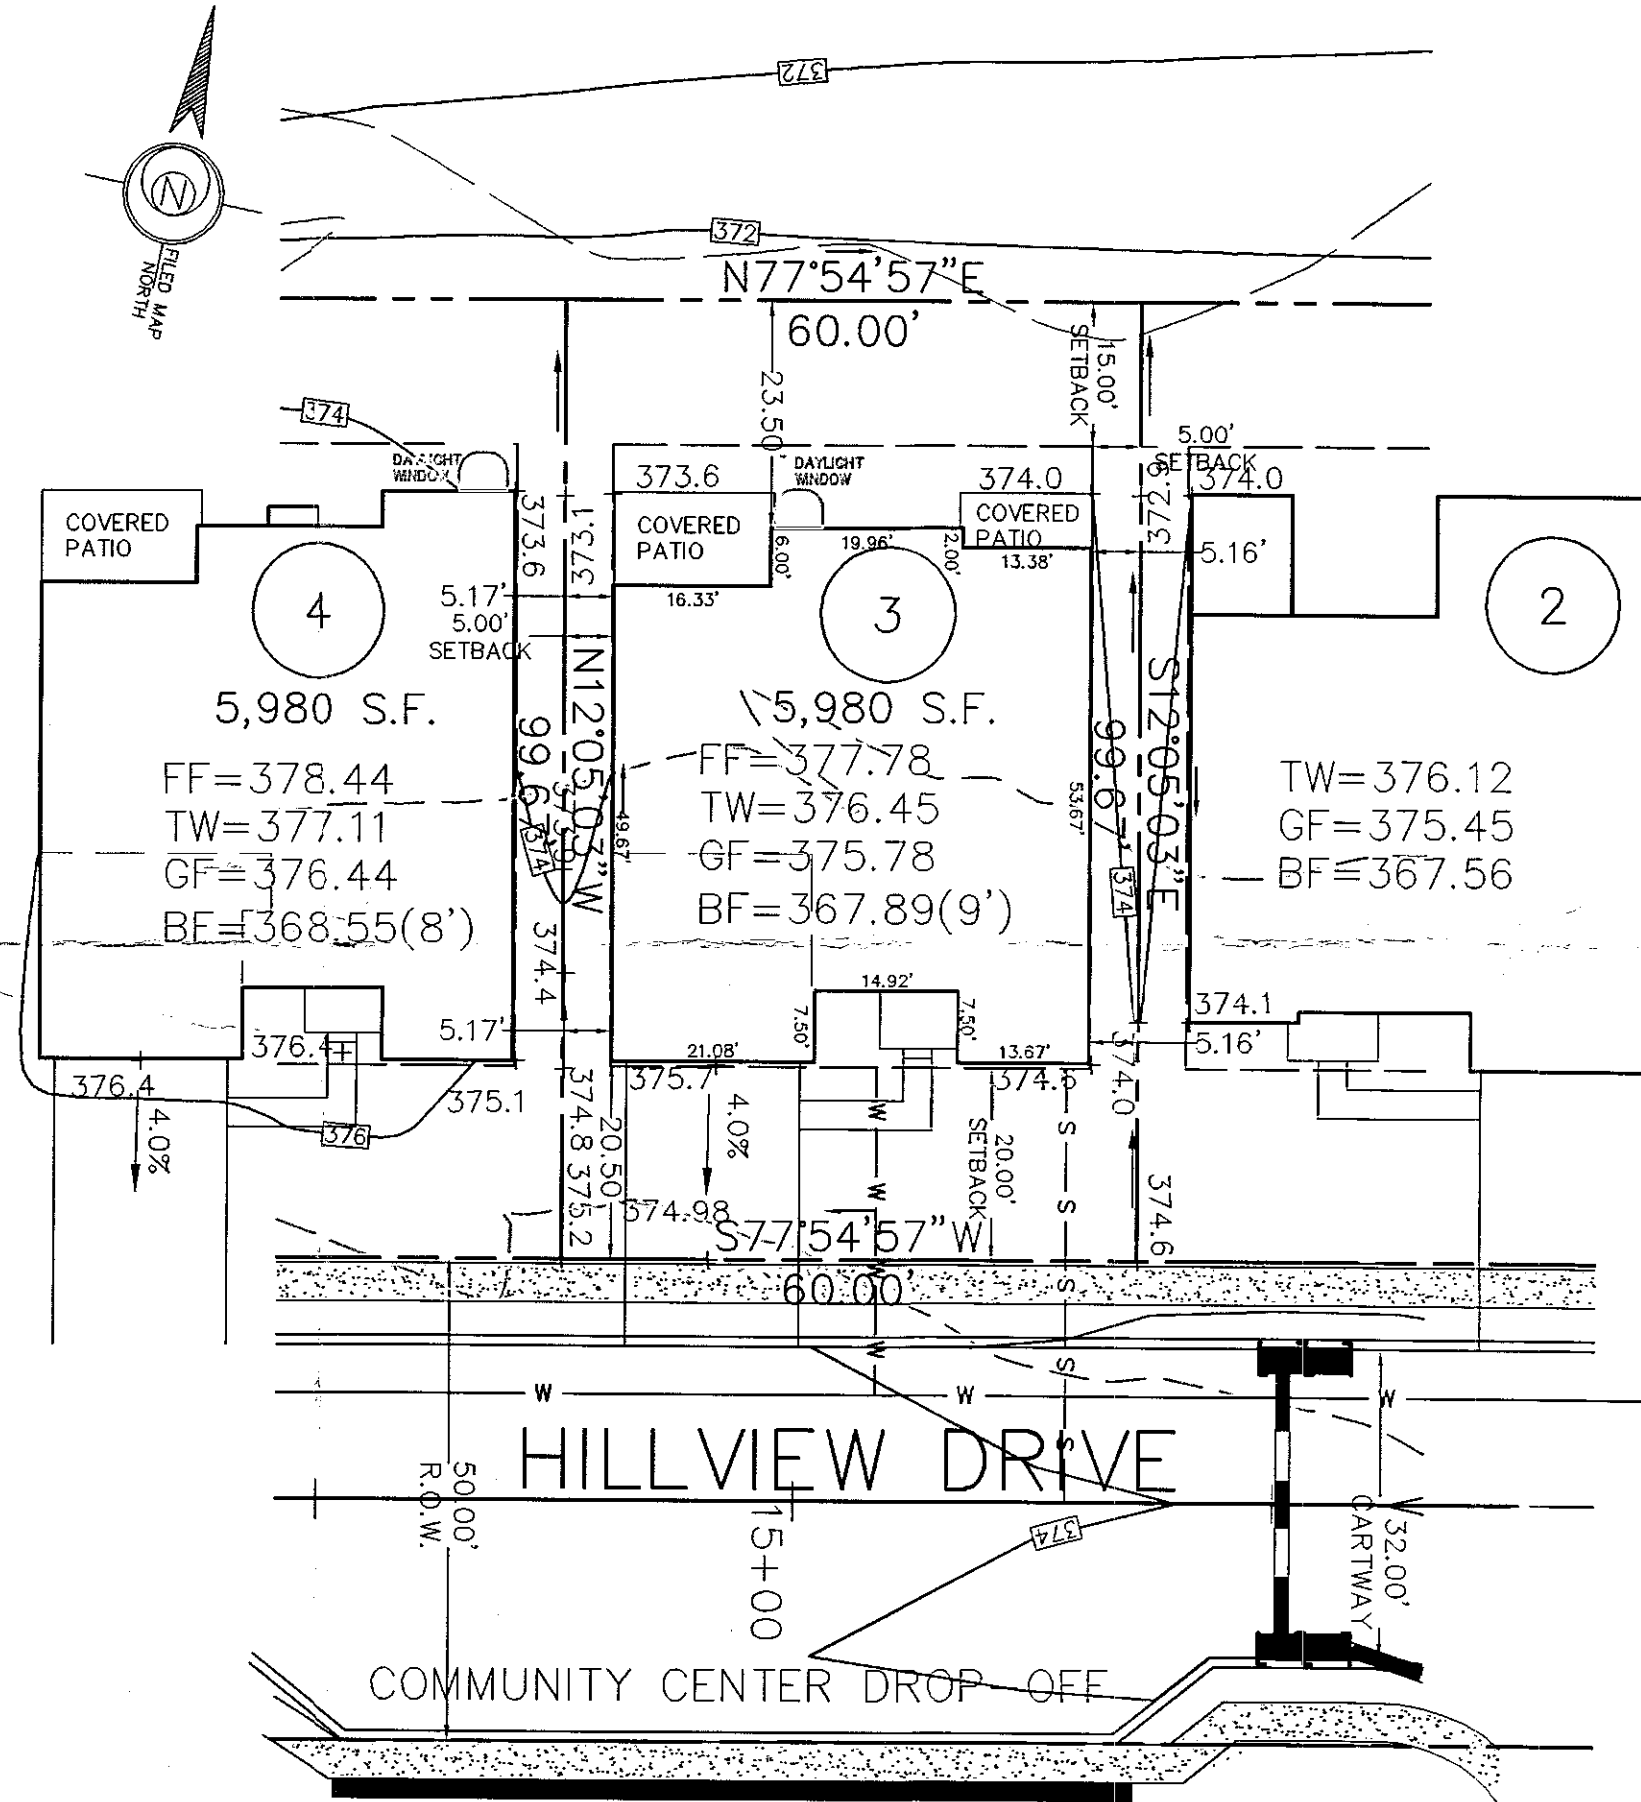 372
N
FILED MAP
NORTH
372
N77°54'57"E
60.00'
15.00'
SETBACK
23.50'
374
5.00'
SETBACK
DAYLIGHT
WINDOW
DAYLIGHT
WINDOW
373.6
374.0
374.0
COVERED
PATIO
COVERED
PATIO
COVERED
PATIO
373.6
373.1
372.9
6.00'
19.96'
2.00'
13.38'
16.33'
5.16'
5.17'
5.00'
SETBACK
4
3
2
5,980 S.F.
5,980 S.F.
N12°05'03"W
99.67'
S12°05'03"E
99.67'
FF=378.44
TW=377.11
GF=376.44
BF=368.55(8')
FF=377.78
TW=376.45
GF=375.78
BF=367.89(9')
TW=376.12
GF=375.45
BF=367.56
49.67'
53.67'
374
374
374.4
14.92'
7.50'
7.50'
374.1
5.17'
5.16'
21.08'
13.67'
376.4
376.4
375.1
375.7
374.0
376
4.0%
4.0%
374.8
375.2
20.50'
20.00'
SETBACK
374.6
374.98
W
W
S
S
S77°54'57"W
60.00'
W
W
S
S
S
W
W
W
HILLVIEW DRIVE
50.00'
R.O.W.
15+00
374
32.00'
CARTWAY
COMMUNITY CENTER DROP OFF